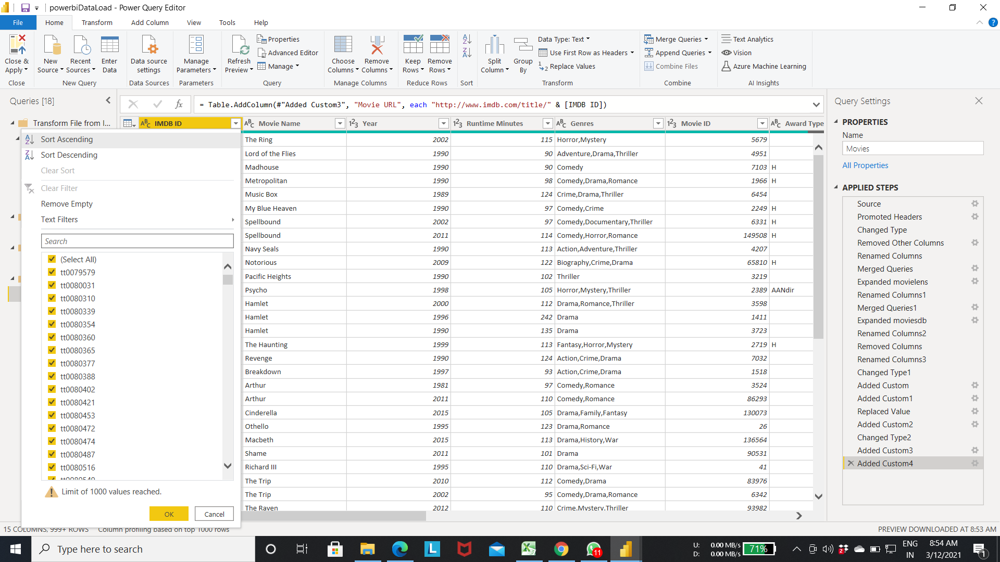 powerbiDataLoad - Power Query Editor
File Home Transform Add Column View Tools Help
Close & Apply
Close
New Source
Recent Sources
Enter Data
New Query
Data source settings
Data Sources
Manage Parameters
Parameters
Refresh Preview
Properties
Advanced Editor
Manage
Query
Choose Columns
Remove Columns
Manage Columns
Keep Rows
Remove Rows
Reduce Rows
Sort
Split Column
Group By
Data Type: Text
Use First Row as Headers
Replace Values
Transform
Merge Queries
Append Queries
Combine Files
Combine
Text Analytics
Vision
Azure Machine Learning
AI Insights
Queries [18]
fx
= Table.AddColumn(#"Added Custom3", "Movie URL", each "http://www.imdb.com/title/" & [IMDB ID])
Transform File from I...
IMDB ID Movie Name Year Runtime Minutes Genres Movie ID Award Type
Sort Ascending
Sort Descending
Clear Sort
Clear Filter
Remove Empty
Text Filters
Search
(Select All)
tt0079579
tt0080031
tt0080310
tt0080339
tt0080354
tt0080360
tt0080365
tt0080377
tt0080388
tt0080402
tt0080421
tt0080453
tt0080472
tt0080474
tt0080487
tt0080516
Limit of 1000 values reached.
OK Cancel
The Ring 2002 115 Horror,Mystery 5679
Lord of the Flies 1990 90 Adventure,Drama,Thriller 4951
Madhouse 1990 90 Comedy 7103 H
Metropolitan 1990 98 Comedy,Drama,Romance 1966 H
Music Box 1989 124 Crime,Drama,Thriller 6454
My Blue Heaven 1990 97 Comedy,Crime 2249 H
Spellbound 2002 97 Comedy,Documentary,Thriller 6331 H
Spellbound 2011 114 Comedy,Horror,Romance 149508 H
Navy Seals 1990 113 Action,Adventure,Thriller 4207
Notorious 2009 122 Biography,Crime,Drama 65810 H
Pacific Heights 1990 102 Thriller 3219
Psycho 1998 105 Horror,Mystery,Thriller 2389 AANdir
Hamlet 2000 112 Drama,Romance,Thriller 3598
Hamlet 1996 242 Drama 1411
Hamlet 1990 135 Drama 3723
The Haunting 1999 113 Fantasy,Horror,Mystery 2719 H
Revenge 1990 124 Action,Crime,Drama 7032
Breakdown 1997 93 Action,Crime,Drama 1518
Arthur 1981 97 Comedy,Romance 3524
Arthur 2011 110 Comedy,Romance 86293
Cinderella 2015 105 Drama,Family,Fantasy 130073
Othello 1995 123 Drama,Romance 26
Macbeth 2015 113 Drama,History,War 136564
Shame 2011 101 Drama 90531
Richard III 1995 110 Drama,Sci-Fi,War 41
The Trip 2010 112 Comedy,Drama 83976
The Trip 2002 95 Comedy,Drama,Romance 6342
The Raven 2012 110 Crime,Mystery,Thriller 93982
Query Settings
PROPERTIES
Name
Movies
All Properties
APPLIED STEPS
Source
Promoted Headers
Changed Type
Removed Other Columns
Renamed Columns
Merged Queries
Expanded movielens
Renamed Columns1
Merged Queries1
Expanded moviesdb
Renamed Columns2
Removed Columns
Renamed Columns3
Changed Type1
Added Custom
Added Custom1
Replaced Value
Added Custom2
Changed Type2
Added Custom3
Added Custom4
15 COLUMNS, 999+ ROWS Column profiling based on top 1000 rows
PREVIEW DOWNLOADED AT 8:53 AM
Type here to search
11
U: 0.00 MB/s
D: 0.00 MB/s
71%
2
ENG
IN
8:54 AM
3/12/2021
1